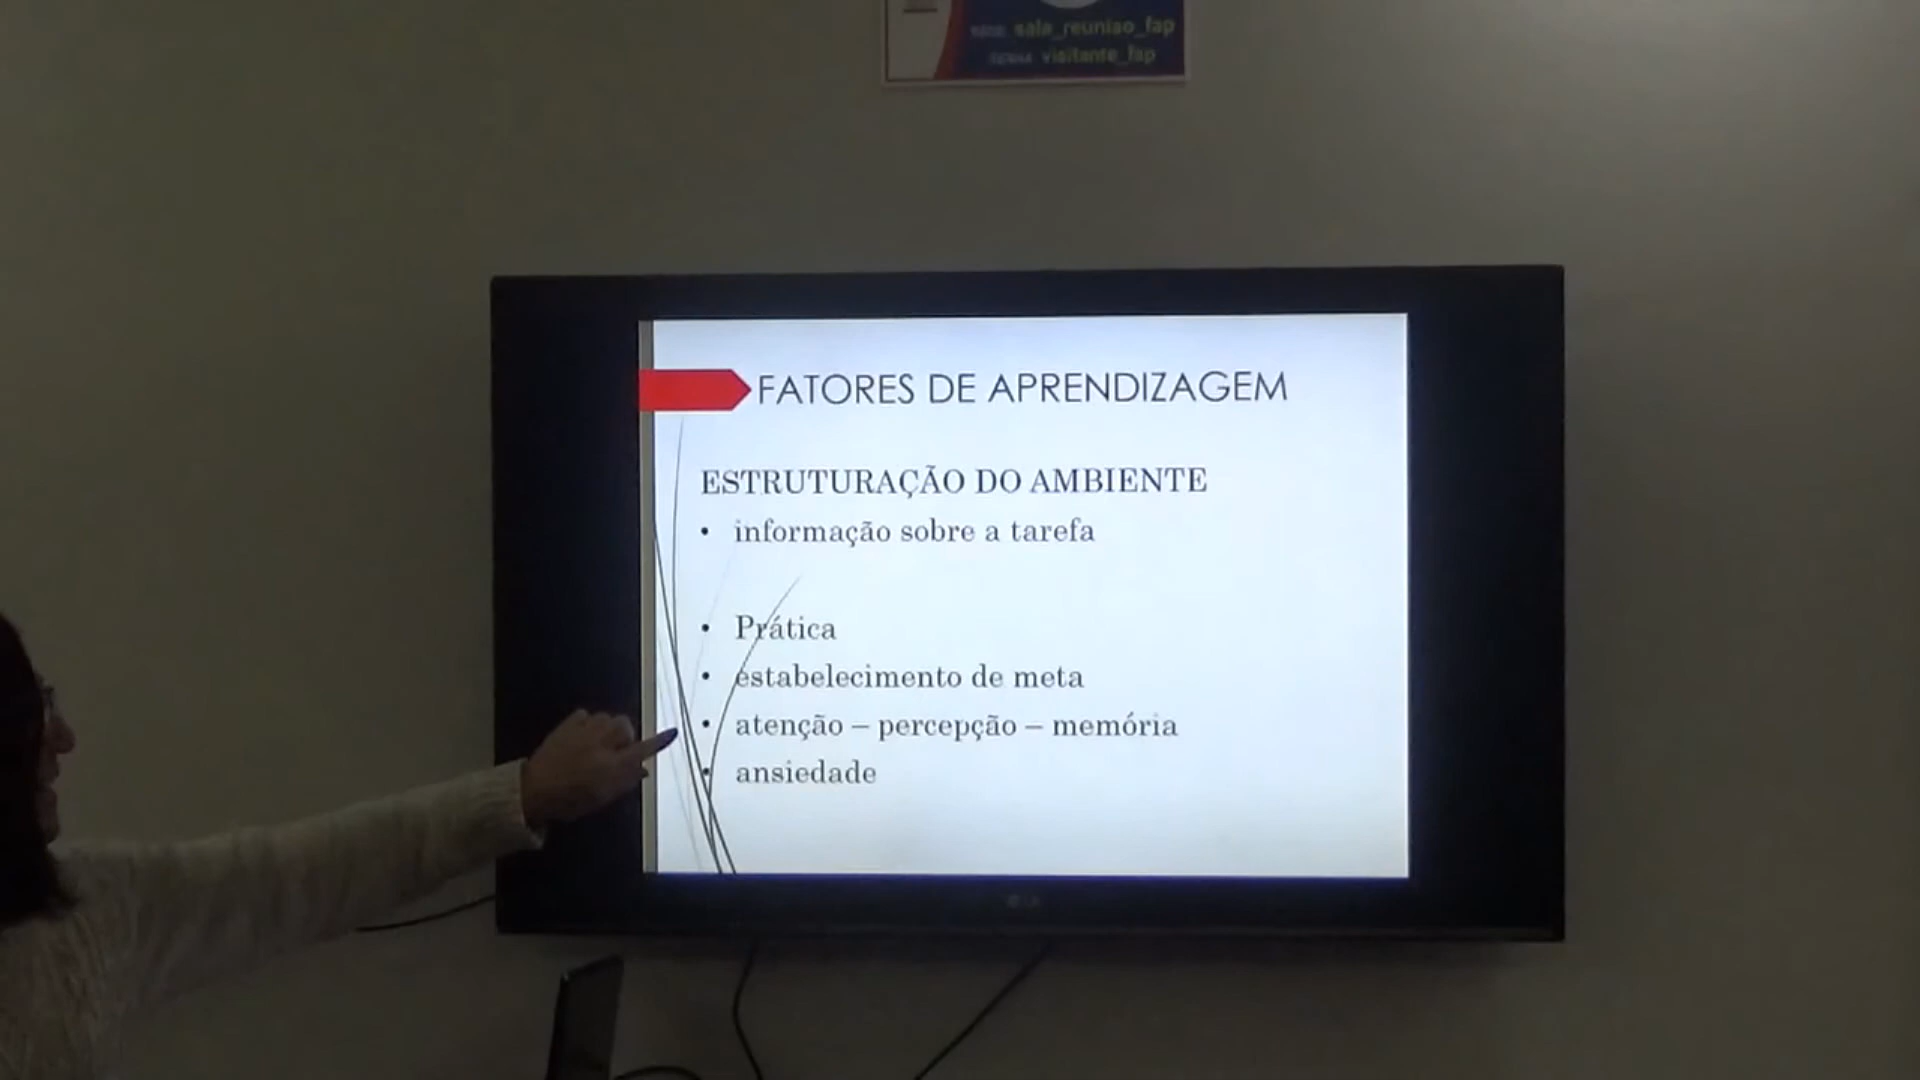 sala_reuniao_fap
visitante_fap
FATORES DE APRENDIZAGEM
ESTRUTURAÇÃO DO AMBIENTE
• informação sobre a tarefa
• Prática
• estabelecimento de meta
• atenção – percepção – memória
• ansiedade